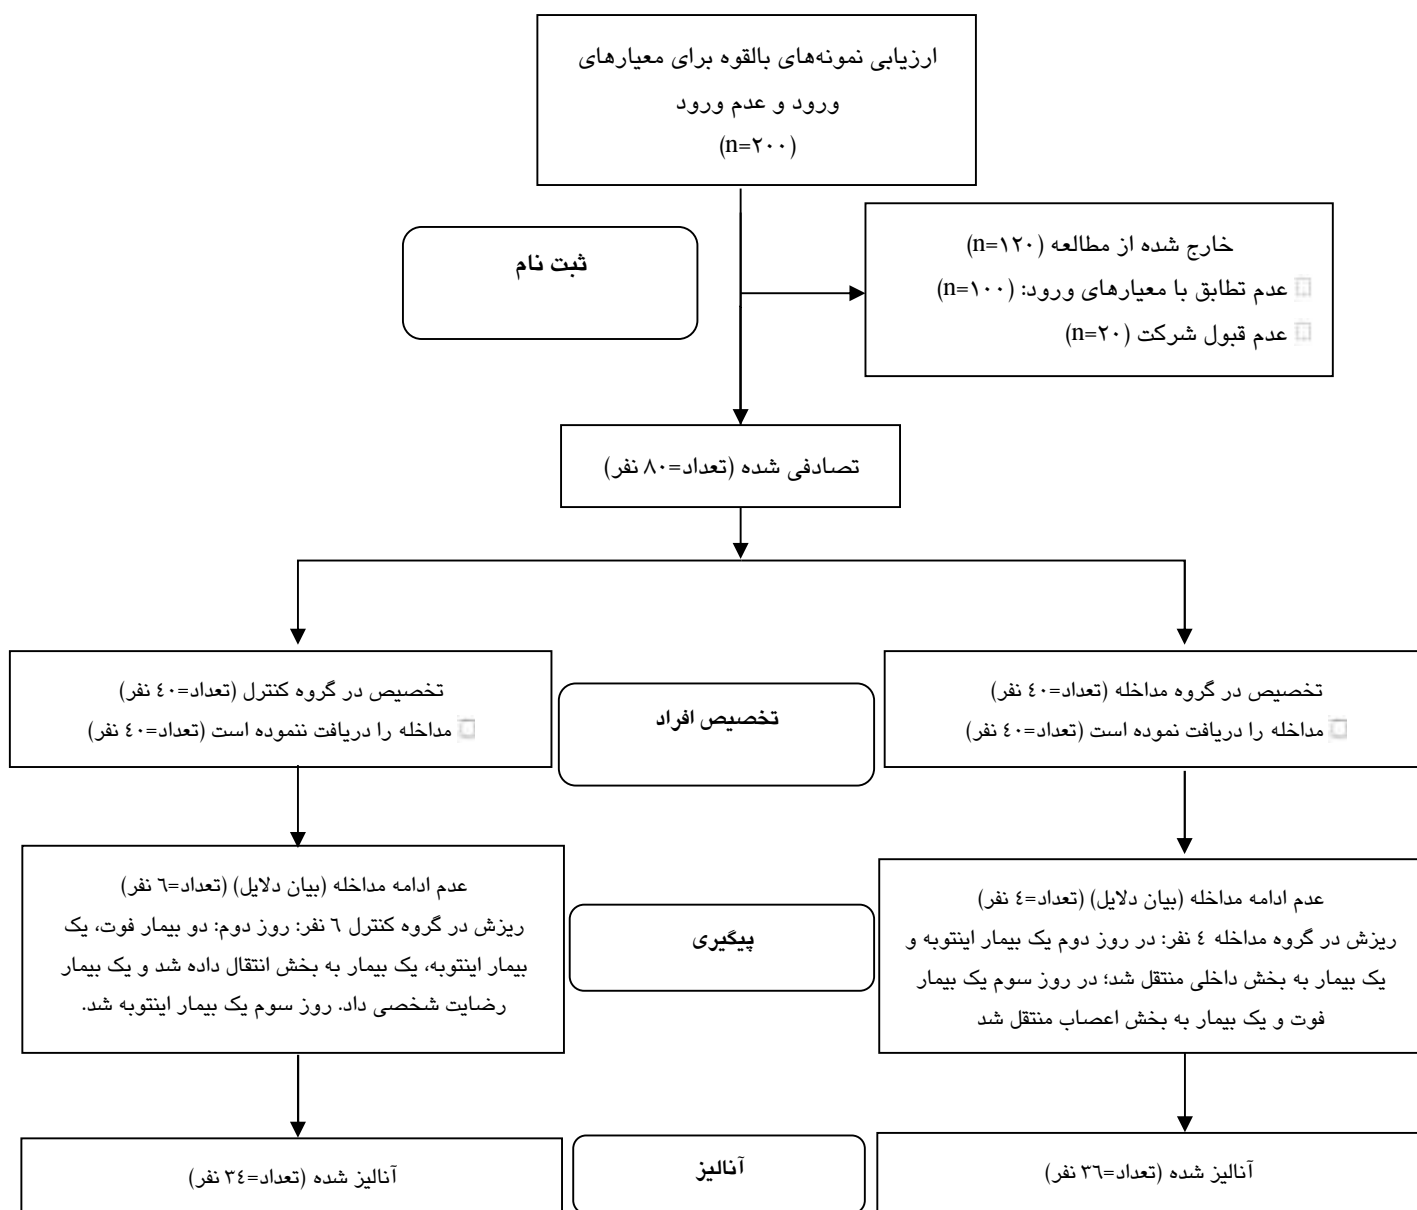 ارزیابی نمونه‌های بالقوه برای معیارهای
ورود و عدم ورود
(n=۲۰۰)
ثبت نام
خارج شده از مطالعه (n=۱۲۰)
عدم تطابق با معیارهای ورود: (n=۱۰۰)
عدم قبول شرکت (n=۲۰)
تصادفی شده (تعداد=۸۰ نفر)
تخصیص در گروه مداخله (تعداد=٤۰ نفر)
مداخله را دریافت نموده است (تعداد=٤۰ نفر)
تخصیص افراد
تخصیص در گروه کنترل (تعداد=٤۰ نفر)
مداخله را دریافت ننموده است (تعداد=٤۰ نفر)
عدم ادامه مداخله (بیان دلایل) (تعداد=٤ نفر)
ریزش در گروه مداخله ٤ نفر: در روز دوم یک بیمار اینتوبه و
یک بیمار به بخش داخلی منتقل شد؛ در روز سوم یک بیمار
فوت و یک بیمار به بخش اعصاب منتقل شد
پیگیری
عدم ادامه مداخله (بیان دلایل) (تعداد=٦ نفر)
ریزش در گروه کنترل ٦ نفر: روز دوم: دو بیمار فوت، یک
بیمار اینتوبه، یک بیمار به بخش انتقال داده شد و یک بیمار
رضایت شخصی داد. روز سوم یک بیمار اینتوبه شد.
آنالیز شده (تعداد=۳٦ نفر)
آنالیز
آنالیز شده (تعداد=۳٤ نفر)